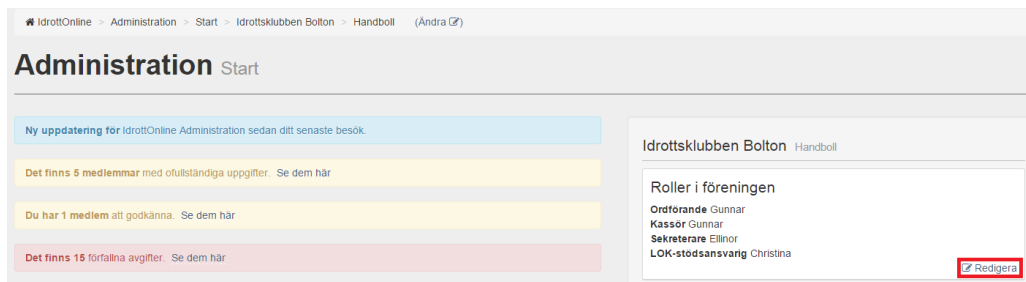 IdrottOnline > Administration > Start > Idrottsklubben Bolton > Handboll (Ändra)
Administration Start
Ny uppdatering för IdrottOnline Administration sedan ditt senaste besök.
Det finns 5 medlemmar med ofullständiga uppgifter. Se dem här
Du har 1 medlem att godkänna. Se dem här
Det finns 15 förfallna avgifter. Se dem här
Idrottsklubben Bolton Handboll
Roller i föreningen
Ordförande Gunnar
Kassör Gunnar
Sekreterare Ellinor
LOK-stödsansvarig Christina
Redigera